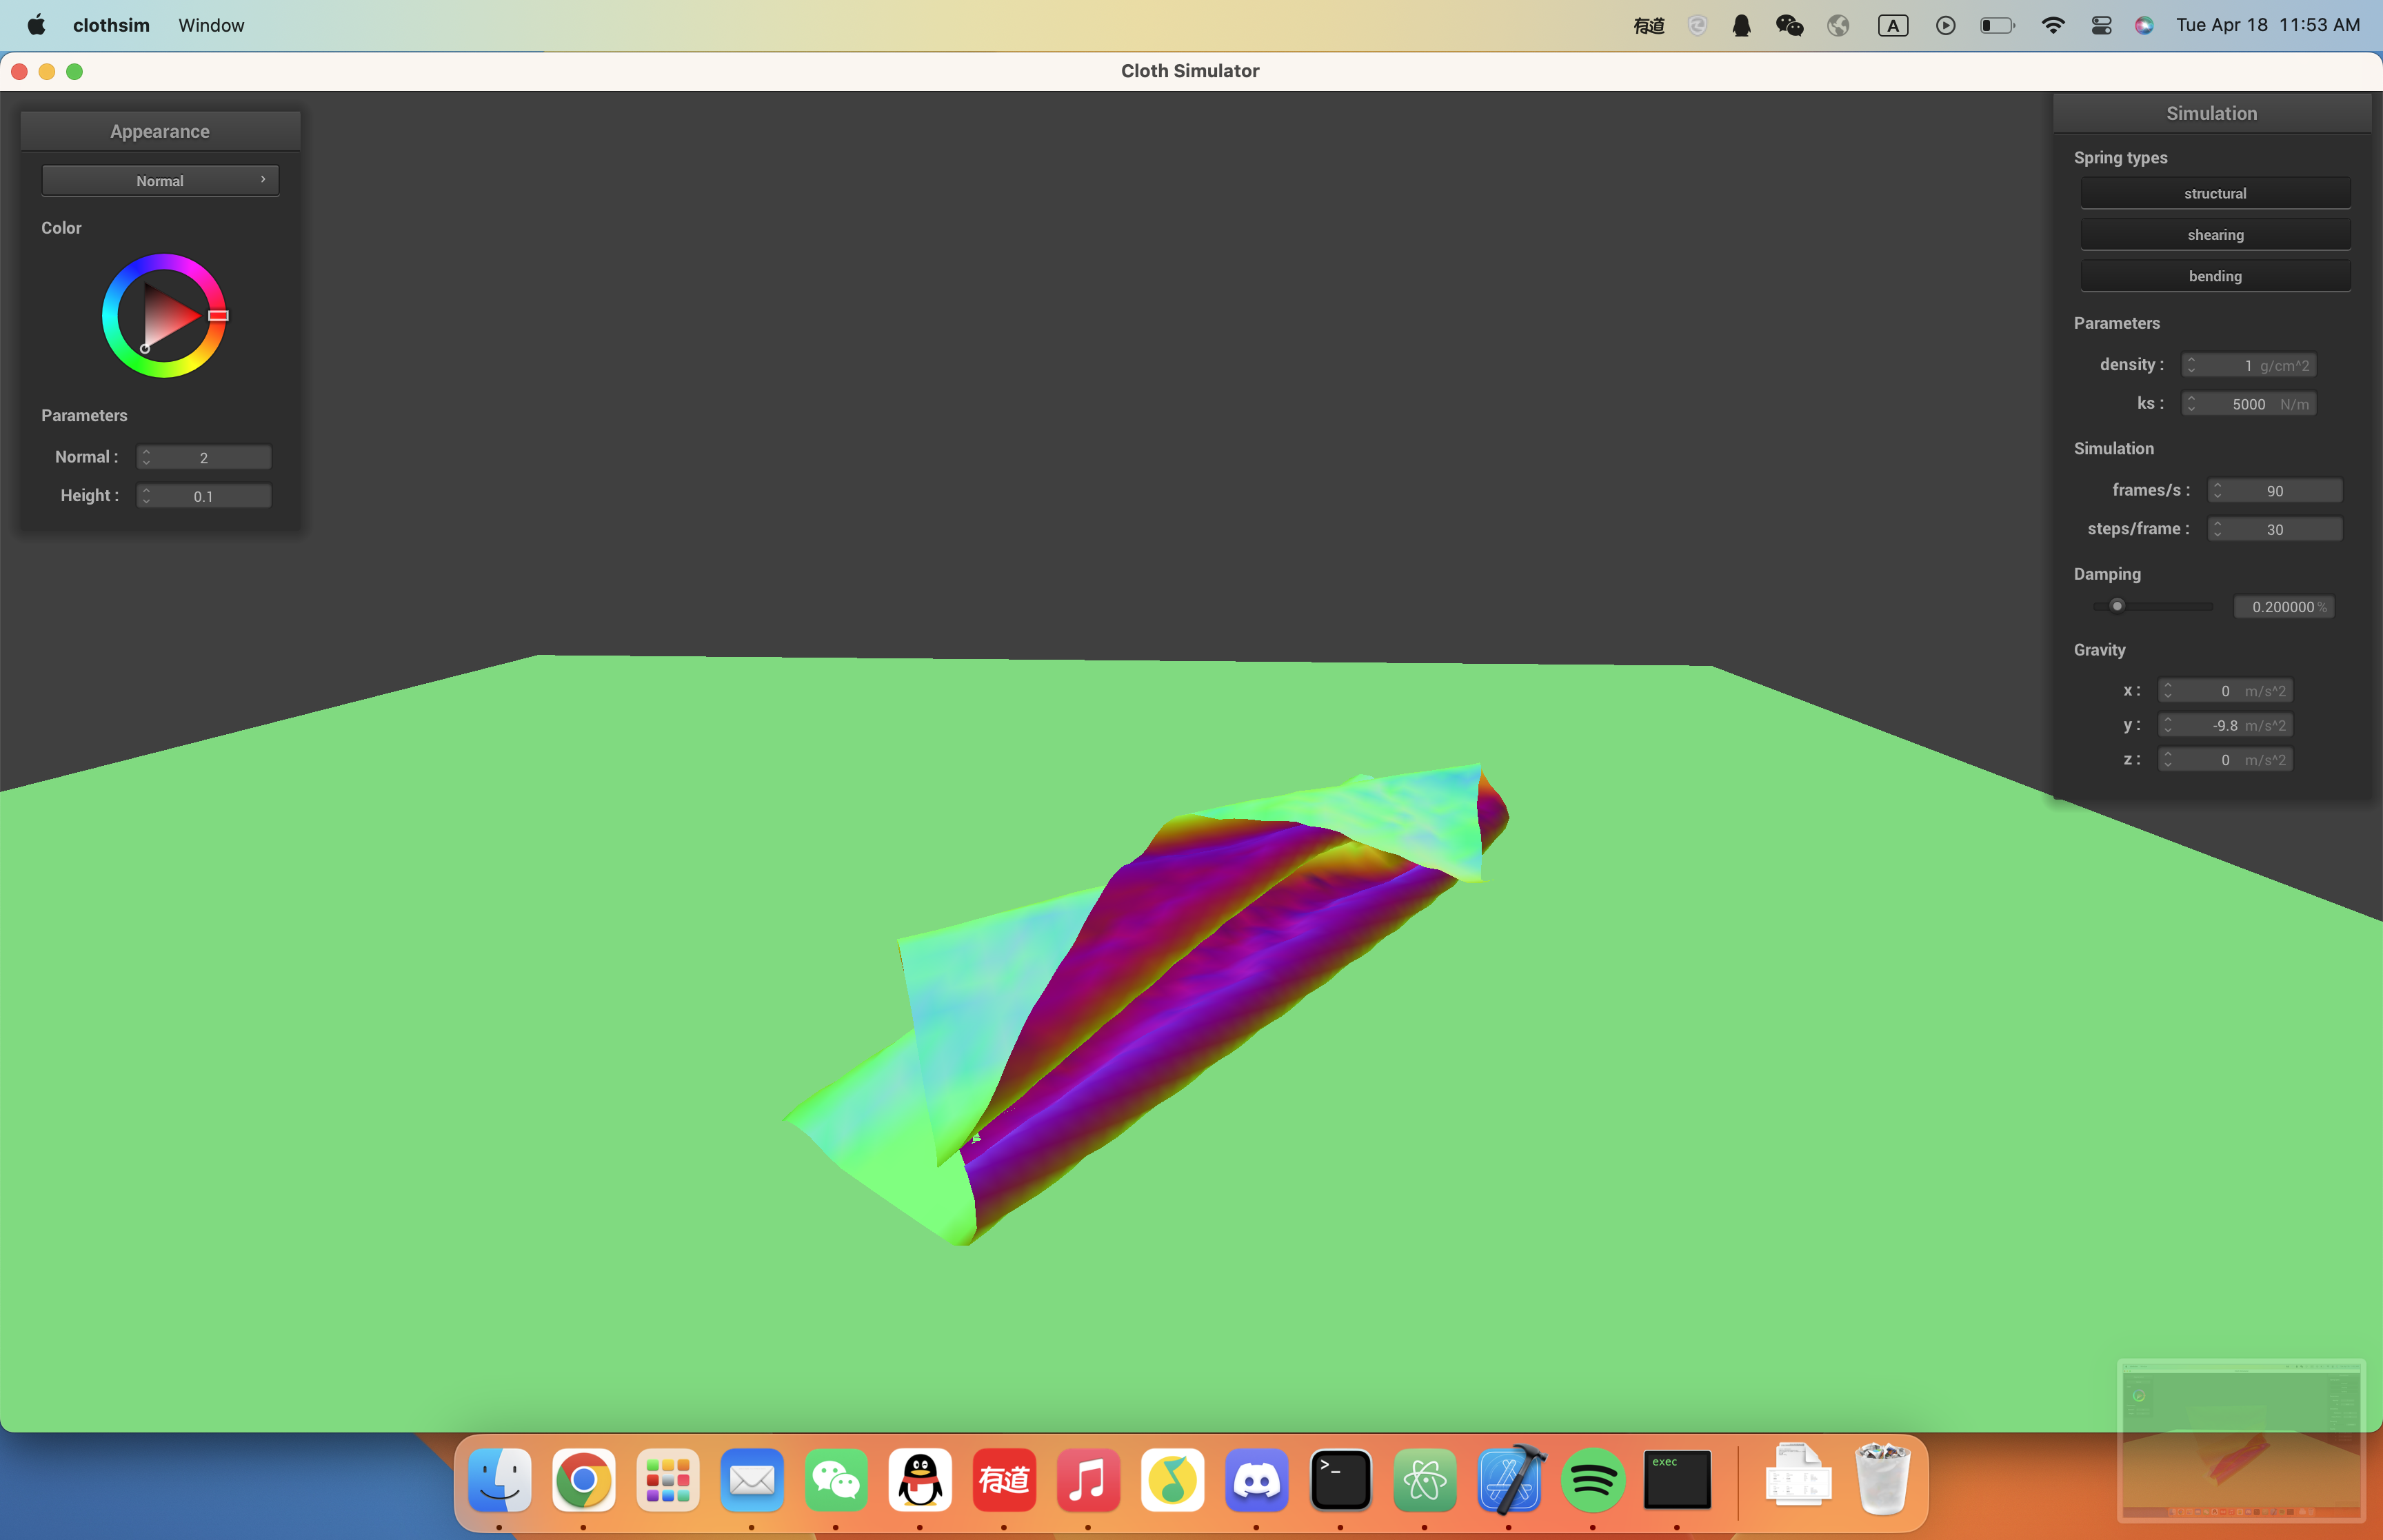 clothsim Window
有道
A
Tue Apr 18 11:53 AM
Cloth Simulator
Appearance
Normal
Color
Parameters
Normal : 2
Height : 0.1
Simulation
Spring types
structural
shearing
bending
Parameters
density : 1 g/cm^2
ks : 5000 N/m
Simulation
frames/s : 90
steps/frame : 30
Damping
0.200000 %
Gravity
x : 0 m/s^2
y : -9.8 m/s^2
z : 0 m/s^2
有道
>_
exec